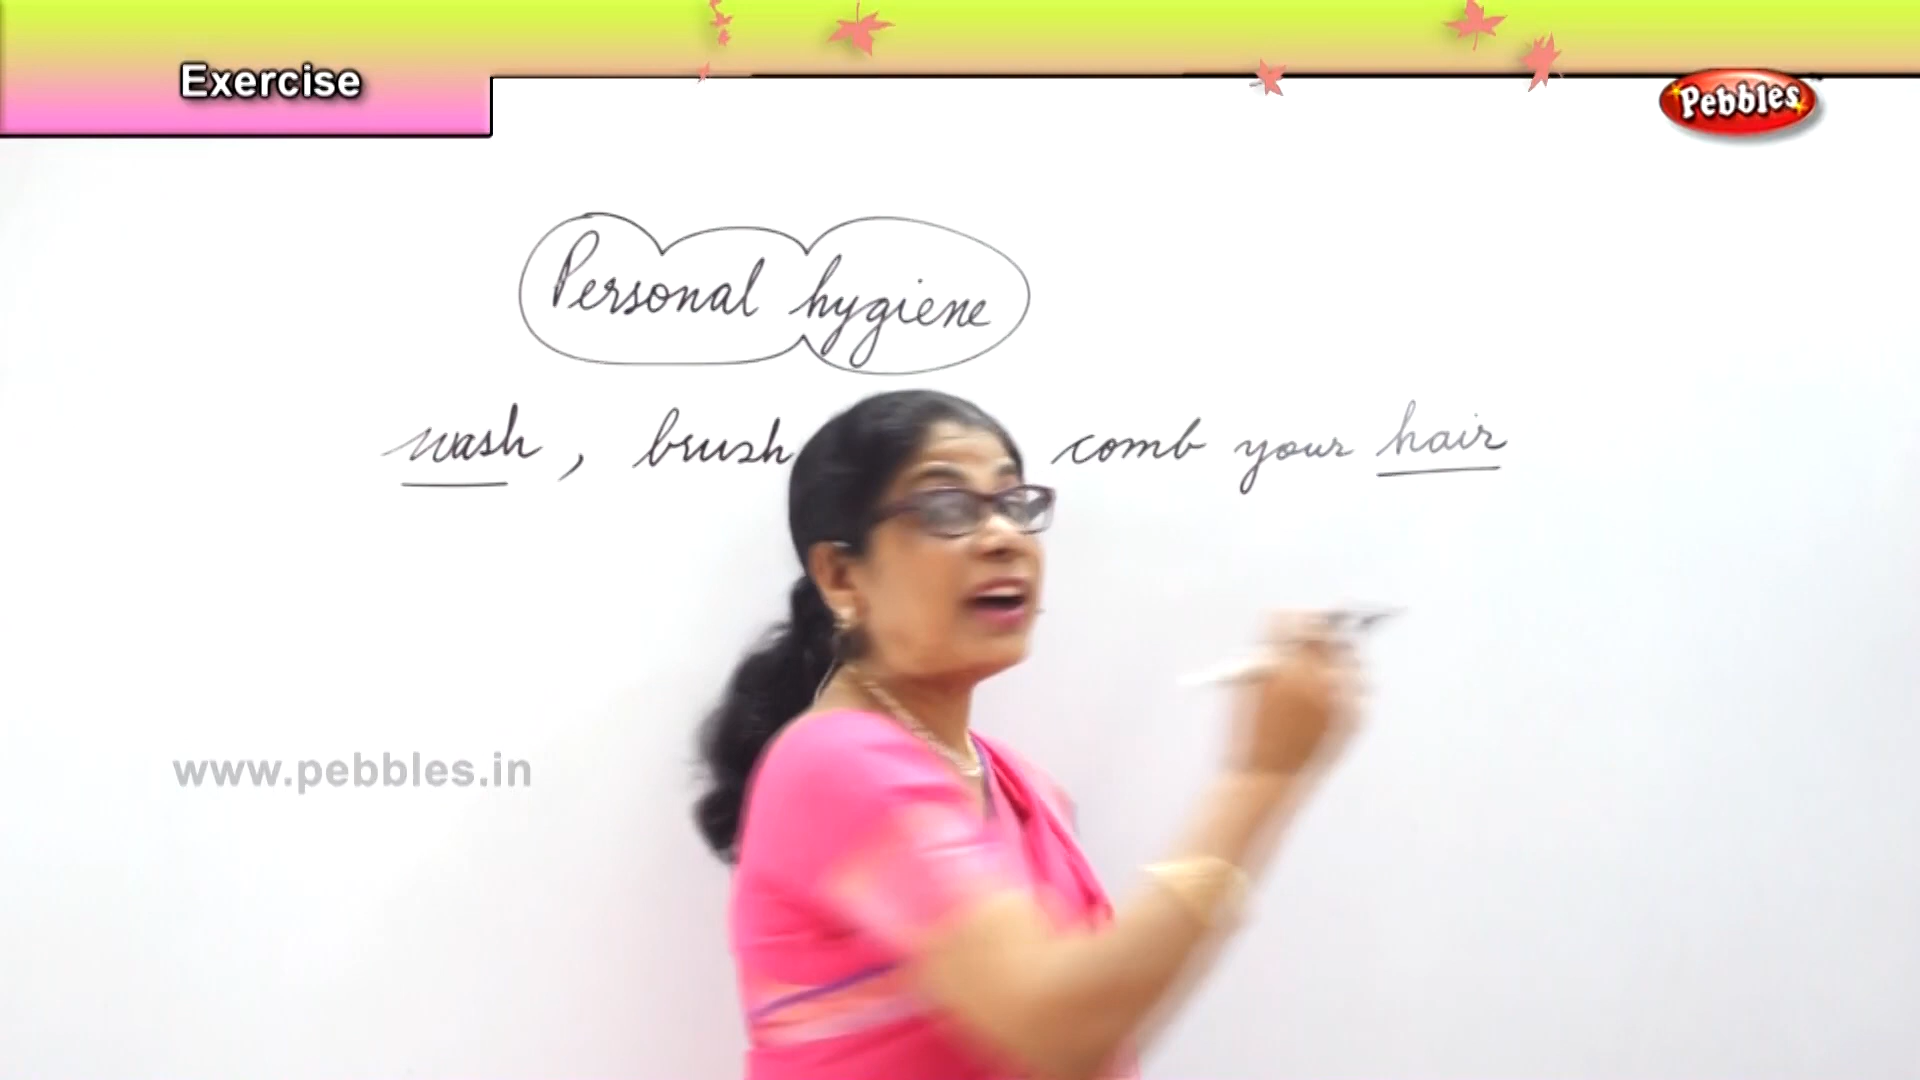 Exercise
Pebbles
Personal hygiene
wash, brush comb your hair
www.pebbles.in